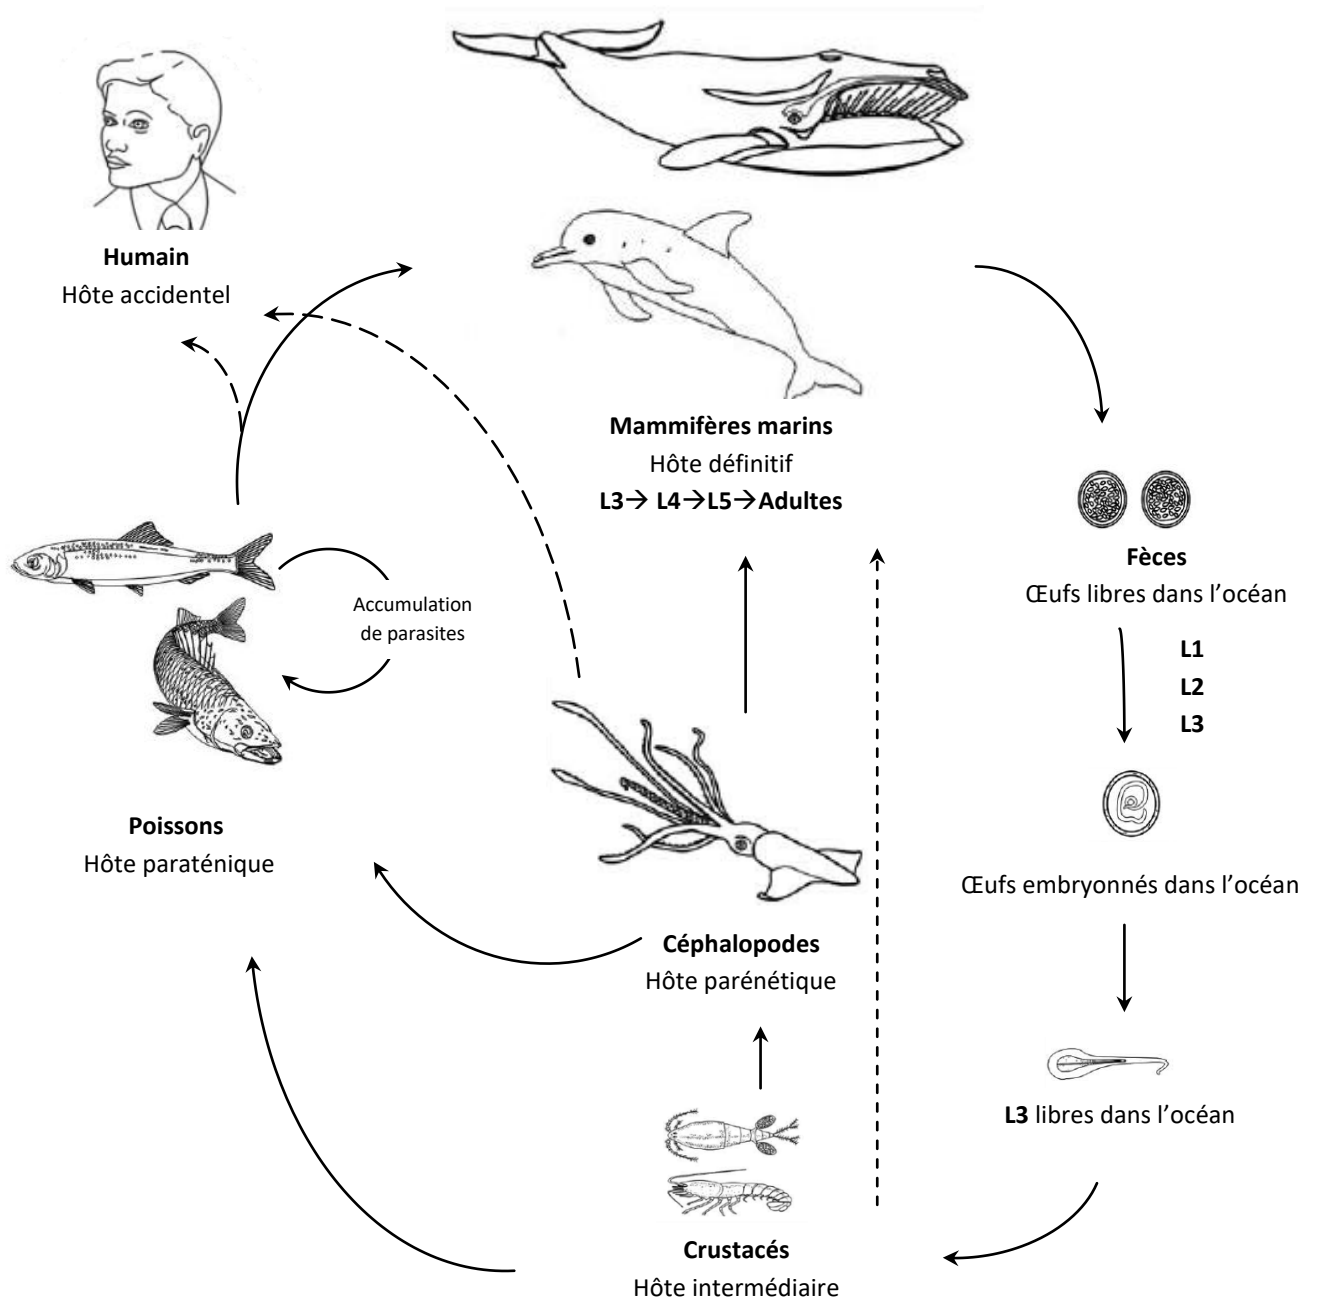 Humain
Hôte accidentel
Mammifères marins
Hôte définitif
L3→ L4→L5→Adultes
Fèces
Œufs libres dans l'océan
L1
L2
L3
Accumulation
de parasites
Poissons
Hôte paraténique
Œufs embryonnés dans l'océan
Céphalopodes
Hôte parénétique
L3 libres dans l'océan
Crustacés
Hôte intermédiaire